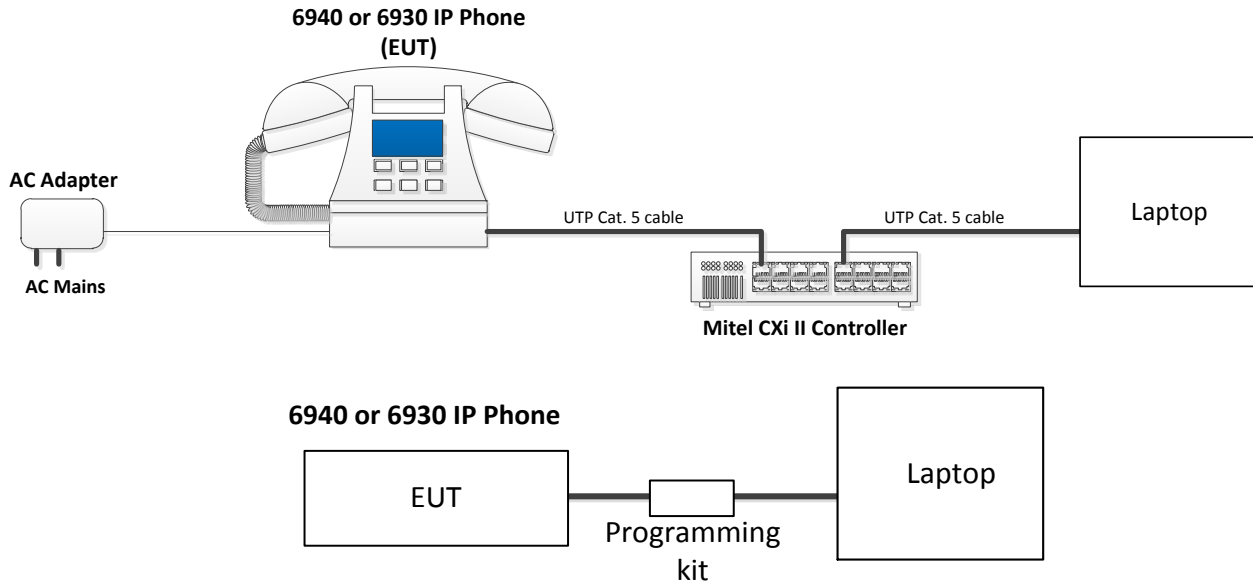 6940 or 6930 IP Phone
(EUT)
AC Adapter
AC Mains
UTP Cat. 5 cable
UTP Cat. 5 cable
Laptop
Mitel CXi II Controller
6940 or 6930 IP Phone
EUT
Programming
kit
Laptop